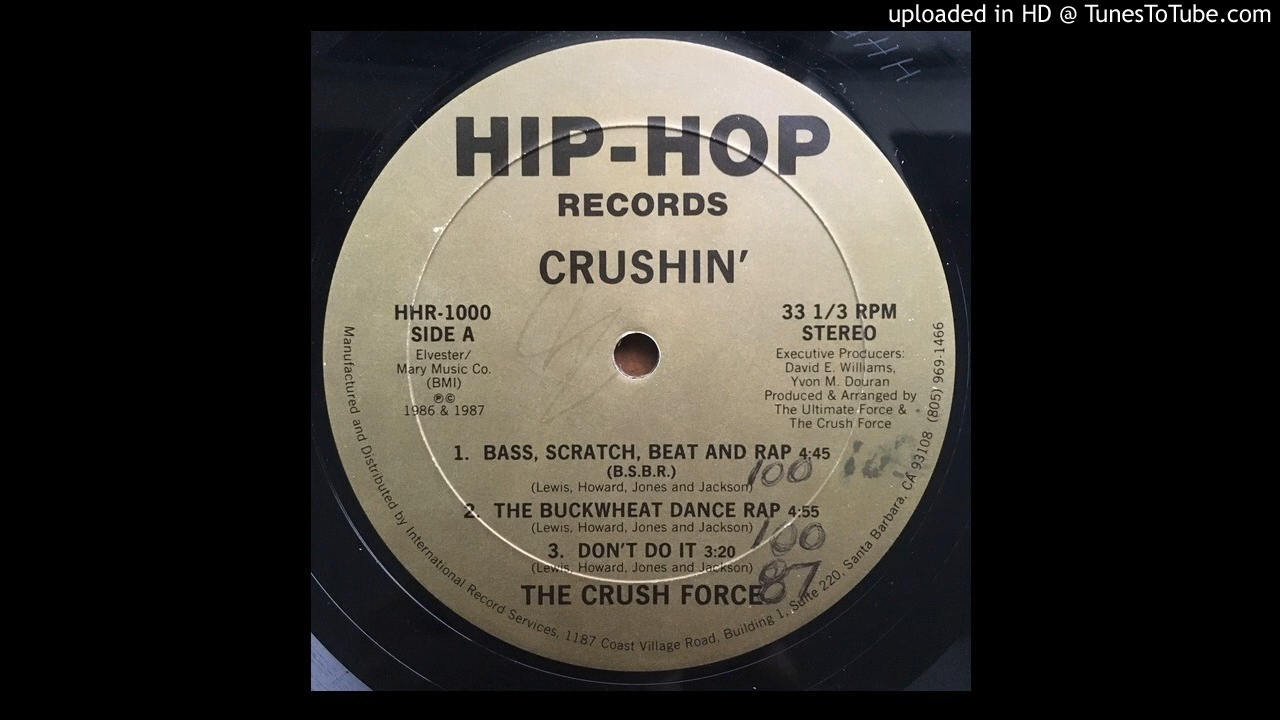 uploaded in HD @ TunesToTube.com
HIP-HOP
RECORDS
CRUSHIN'
HHR-1000
SIDE A
Elvester/
Mary Music Co.
(BMI)
℗©
1986 & 1987
33 1/3 RPM
STEREO
Executive Producers:
David E. Williams,
Yvon M. Douran
Produced & Arranged by
The Ultimate Force &
The Crush Force
1. BASS, SCRATCH, BEAT AND RAP 4:45
(B.S.B.R.)
(Lewis, Howard, Jones and Jackson)
100
2. THE BUCKWHEAT DANCE RAP 4:55
(Lewis, Howard, Jones and Jackson)
100
3. DON'T DO IT 3:20
(Lewis, Howard, Jones and Jackson)
87
THE CRUSH FORCE
Manufactured and Distributed by International Record Services, 1187 Coast Village Road, Building 1, Suite 220, Santa Barbara, CA 93108 (805) 969-1466